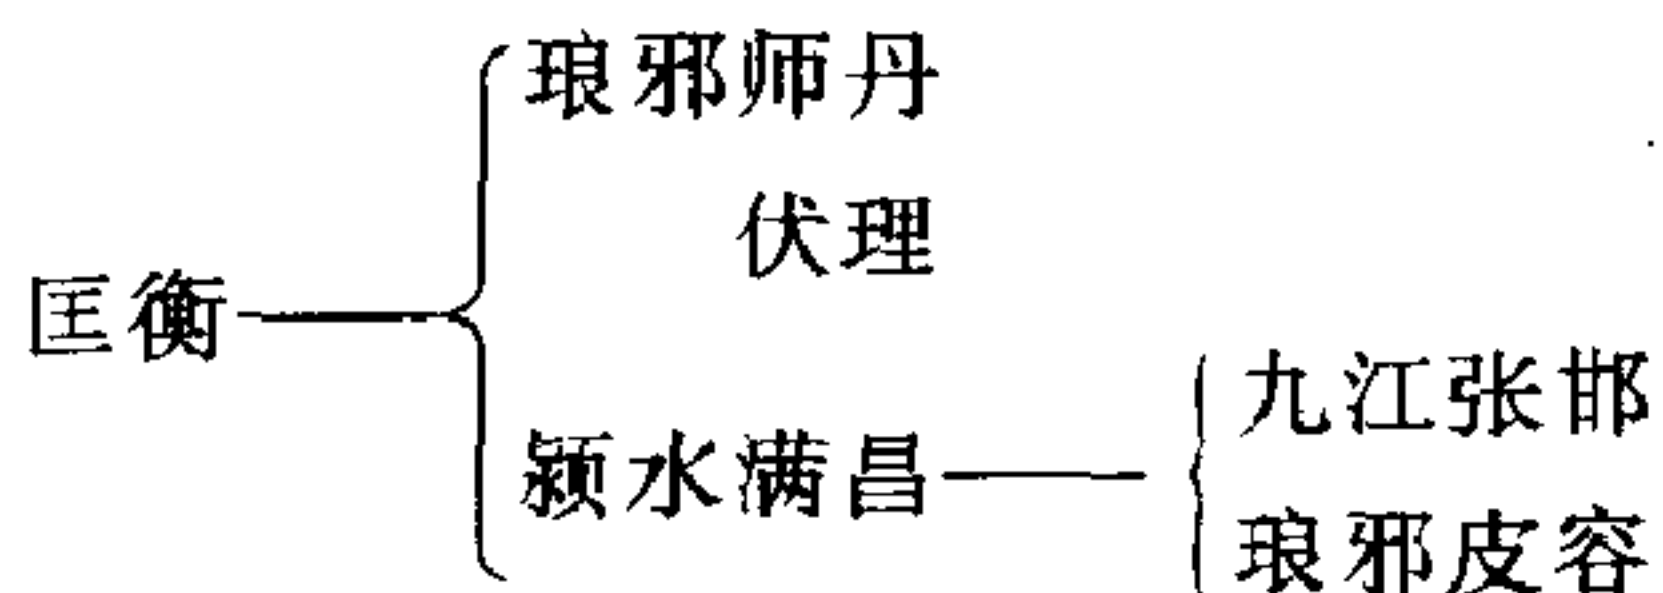 琅邪师丹
伏理
匡衡
颍水满昌
九江张邯
琅邪皮容